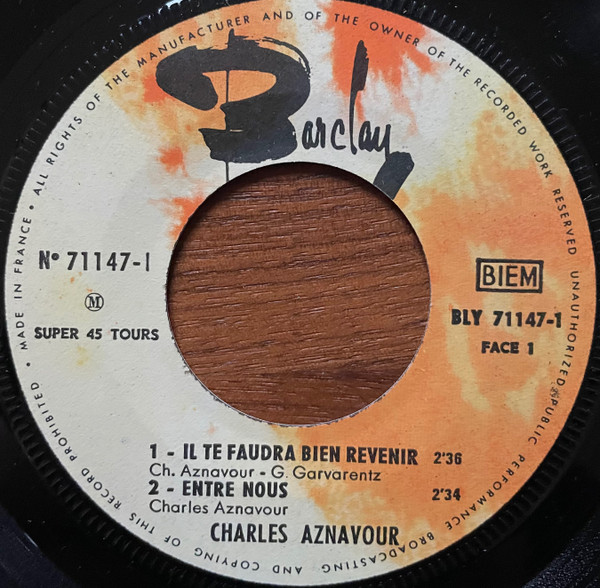 ALL RIGHTS OF THE MANUFACTURER AND OF THE OWNER OF THE RECORDED WORK RESERVED UNAUTHORIZED PUBLIC PERFORMANCE BROADCASTING AND COPYING OF THIS RECORD PROHIBITED • MADE IN FRANCE •
Barclay
Nº 71147-1
M
SUPER 45 TOURS
BIEM
BLY 71147-1
FACE 1
1 - IL TE FAUDRA BIEN REVENIR 2'36
Ch. Aznavour - G. Garvarentz
2 - ENTRE NOUS 2'34
Charles Aznavour
CHARLES AZNAVOUR